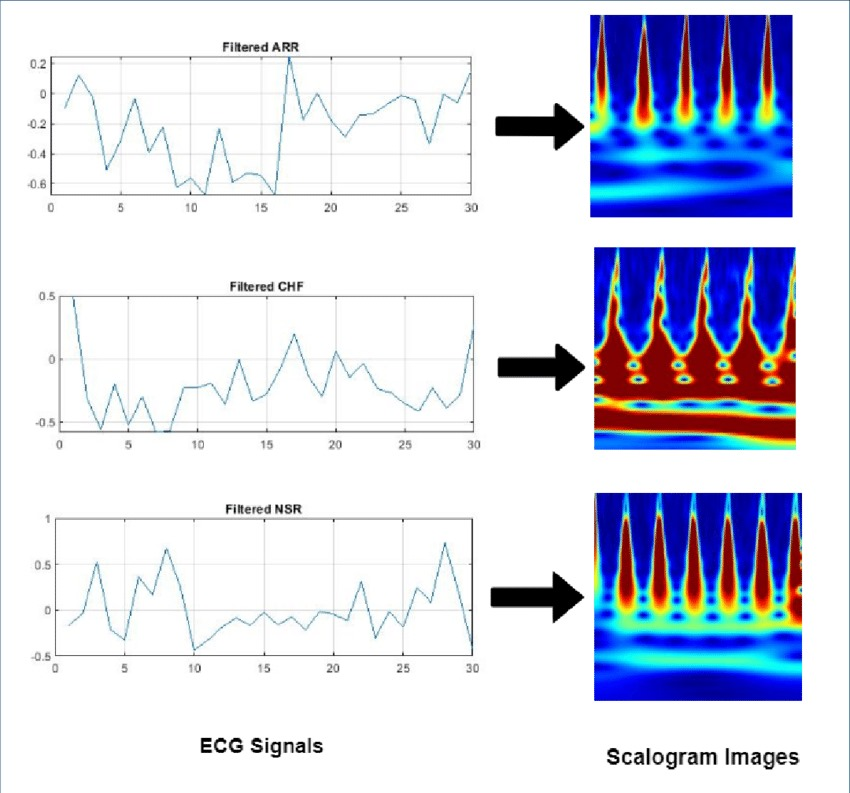 Filtered ARR
0.2
0
-0.2
-0.4
-0.6
0 5 10 15 20 25 30
Filtered CHF
0.5
0
-0.5
0 5 10 15 20 25 30
Filtered NSR
1
0.5
0
-0.5
0 5 10 15 20 25 30
ECG Signals
Scalogram Images